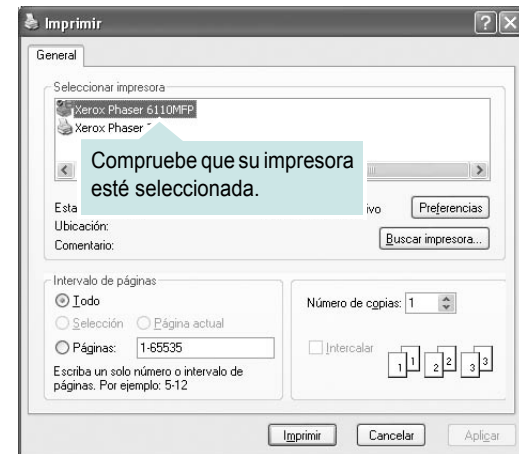 Imprimir
General
Seleccionar impresora
Xerox Phaser 6110MFP
Xerox Phaser
Compruebe que su impresora
esté seleccionada.
Preferencias
Ubicación:
Comentario:
Buscar impresora...
Intervalo de páginas
Todo
Selección Página actual
Páginas: 1-65535
Escriba un solo número o intervalo de
páginas. Por ejemplo: 5-12
Número de copias: 1
Intercalar
1 1 2 2 3 3
Imprimir Cancelar Aplicar